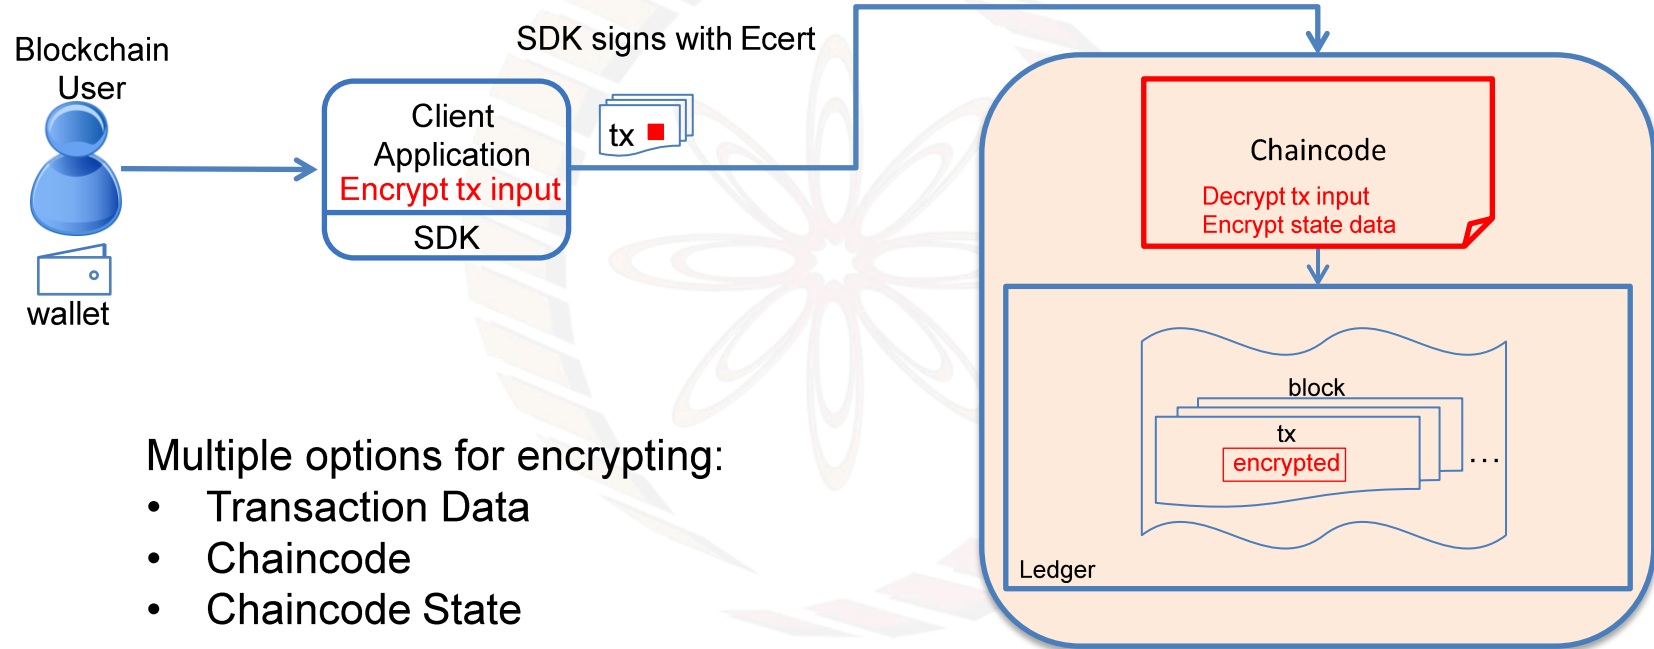 Blockchain
User
wallet
Client
Application
Encrypt tx input
SDK
SDK signs with Ecert
tx
Chaincode
Decrypt tx input
Encrypt state data
block
tx
encrypted
...
Ledger
Multiple options for encrypting:
• Transaction Data
• Chaincode
• Chaincode State